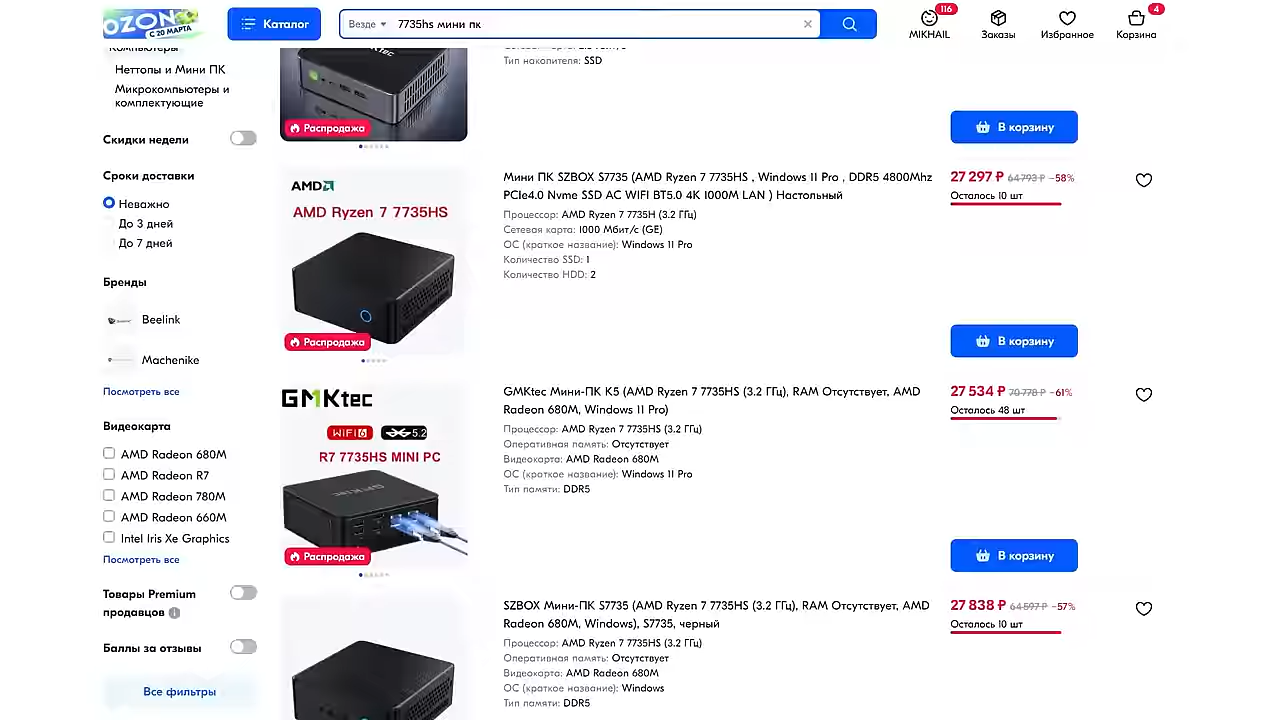 OZON
С 20 МАРТА
Каталог
Везде
7735hs мини пк
116
MIKHAIL
Заказы
Избранное
4
Корзина
Компьютеры
Неттопы и Мини ПК
Микрокомпьютеры и
комплектующие
Скидки недели
Сроки доставки
Неважно
До 3 дней
До 7 дней
Бренды
Beelink
Machenike
Посмотреть все
Видеокарта
AMD Radeon 680M
AMD Radeon R7
AMD Radeon 780M
AMD Radeon 660M
Intel Iris Xe Graphics
Посмотреть все
Товары Premium
продавцов
Баллы за отзывы
Все фильтры
Распродажа
Тип накопителя: SSD
В корзину
AMD
AMD Ryzen 7 7735HS
Распродажа
Мини ПК SZBOX S7735 (AMD Ryzen 7 7735HS , Windows 11 Pro , DDR5 4800Mhz
PCIe4.0 Nvme SSD AC WIFI BT5.0 4K 1000M LAN ) Настольный
Процессор: AMD Ryzen 7 7735H (3.2 ГГц)
Сетевая карта: 1000 Мбит/с (GE)
ОС (краткое название): Windows 11 Pro
Количество SSD: 1
Количество HDD: 2
27 297 ₽ 64 793 ₽ −58%
Осталось 10 шт
В корзину
GMKtec
WIFI6
5.2
R7 7735HS MINI PC
GMKtec
Распродажа
GMKtec Мини-ПК K5 (AMD Ryzen 7 7735HS (3.2 ГГц), RAM Отсутствует, AMD
Radeon 680M, Windows 11 Pro)
Процессор: AMD Ryzen 7 7735HS (3.2 ГГц)
Оперативная память: Отсутствует
Видеокарта: AMD Radeon 680M
ОС (краткое название): Windows 11 Pro
Тип памяти: DDR5
27 534 ₽ 70 778 ₽ −61%
Осталось 48 шт
В корзину
SZBOX Мини-ПК S7735 (AMD Ryzen 7 7735HS (3.2 ГГц), RAM Отсутствует, AMD
Radeon 680M, Windows), S7735, черный
Процессор: AMD Ryzen 7 7735HS (3.2 ГГц)
Оперативная память: Отсутствует
Видеокарта: AMD Radeon 680M
ОС (краткое название): Windows
Тип памяти: DDR5
27 838 ₽ 64 597 ₽ −57%
Осталось 10 шт